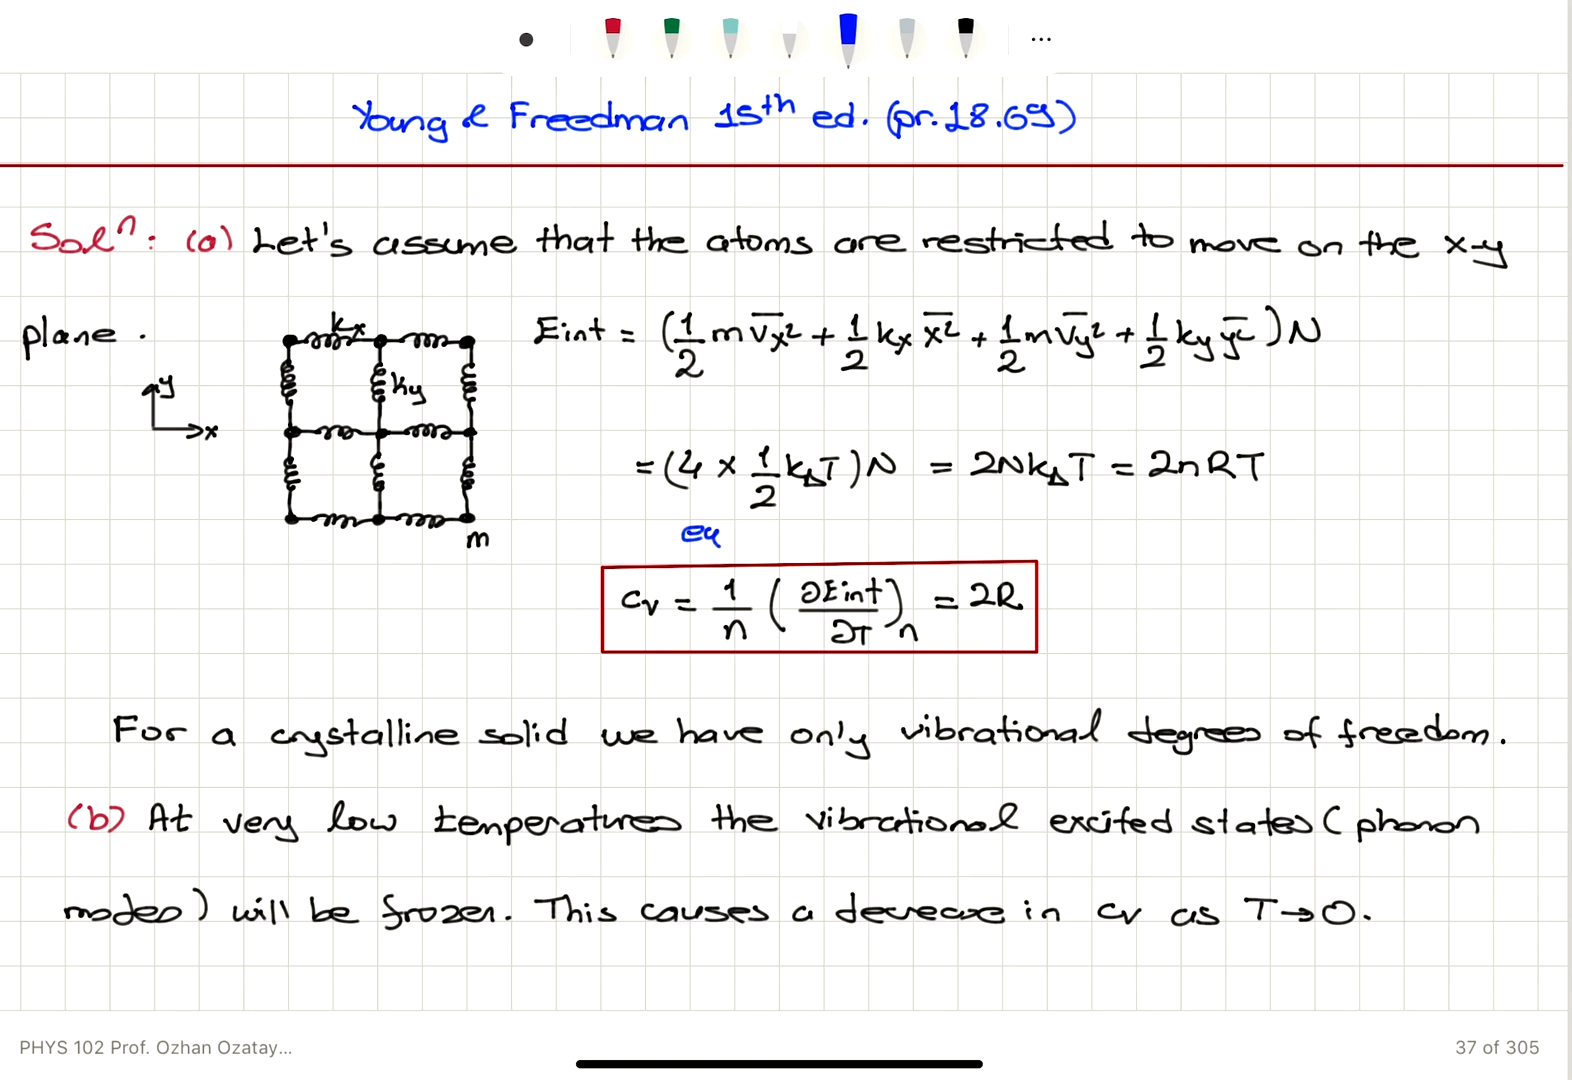 Young & Freedman 15th ed. (pr. 18.69)
Solⁿ: (a) Let's assume that the atoms are restricted to move on the x-y
plane.
kx
Eint = (1/2 m v̅x² + 1/2 kx x̅² + 1/2 m v̅y² + 1/2 ky y̅²) N
y
ky
x
= (4 × 1/2 kBT) N = 2NkBT = 2nRT
m
eq
Cv = 1/n (∂Eint/∂T)n = 2R
For a crystalline solid we have only vibrational degrees of freedom.
(b) At very low temperatures the vibrational excited states (phonon
modes) will be frozen. This causes a decrease in cv as T→0.
PHYS 102 Prof. Ozhan Ozatay...
37 of 305